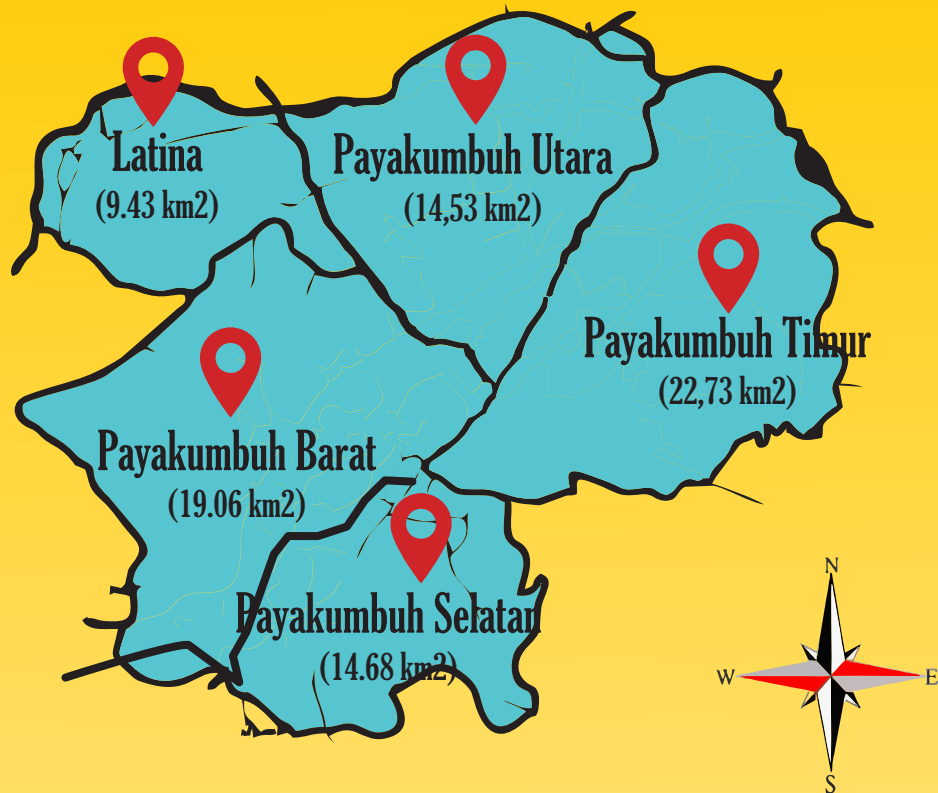 Latina
(9.43 km2)
Payakumbuh Utara
(14,53 km2)
Payakumbuh Timur
(22,73 km2)
Payakumbuh Barat
(19.06 km2)
Payakumbuh Selatan
(14.68 km2)
N
W
E
S